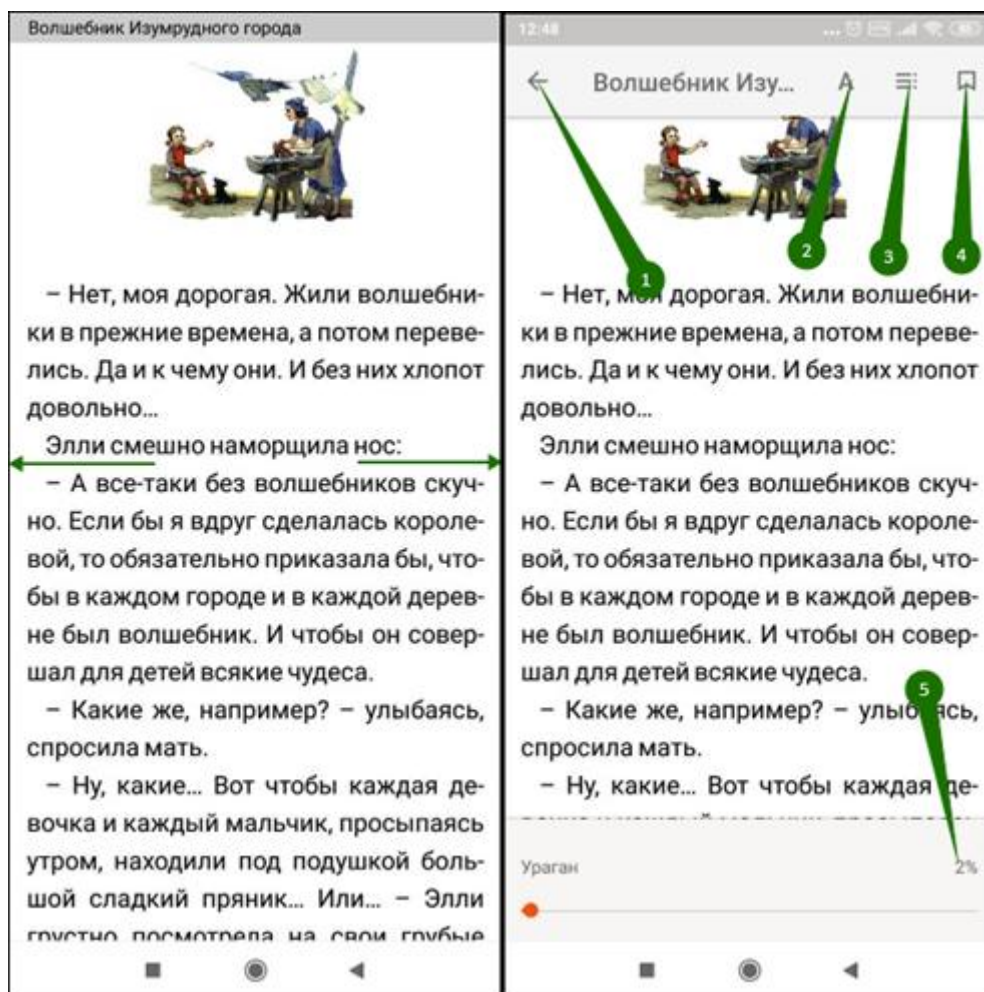 Волшебник Изумрудного города
– Нет, моя дорогая. Жили волшебни-
ки в прежние времена, а потом переве-
лись. Да и к чему они. И без них хлопот
довольно...
Элли смешно наморщила нос:
– А все-таки без волшебников скуч-
но. Если бы я вдруг сделалась короле-
вой, то обязательно приказала бы, что-
бы в каждом городе и в каждой дерев-
не был волшебник. И чтобы он совер-
шал для детей всякие чудеса.
– Какие же, например? – улыбаясь,
спросила мать.
– Ну, какие... Вот чтобы каждая де-
вочка и каждый мальчик, просыпаясь
утром, находили под подушкой боль-
шой сладкий пряник... Или... – Элли
грустно посмотрела на свои грубые
12:48
Волшебник Изу...
A
1
2
3
4
– Нет, моя дорогая. Жили волшебни-
ки в прежние времена, а потом переве-
лись. Да и к чему они. И без них хлопот
довольно...
Элли смешно наморщила нос:
– А все-таки без волшебников скуч-
но. Если бы я вдруг сделалась короле-
вой, то обязательно приказала бы, что-
бы в каждом городе и в каждой дерев-
не был волшебник. И чтобы он совер-
шал для детей всякие чудеса.
5
– Какие же, например? – улыбаясь,
спросила мать.
– Ну, какие... Вот чтобы каждая де-
Ураган 2%